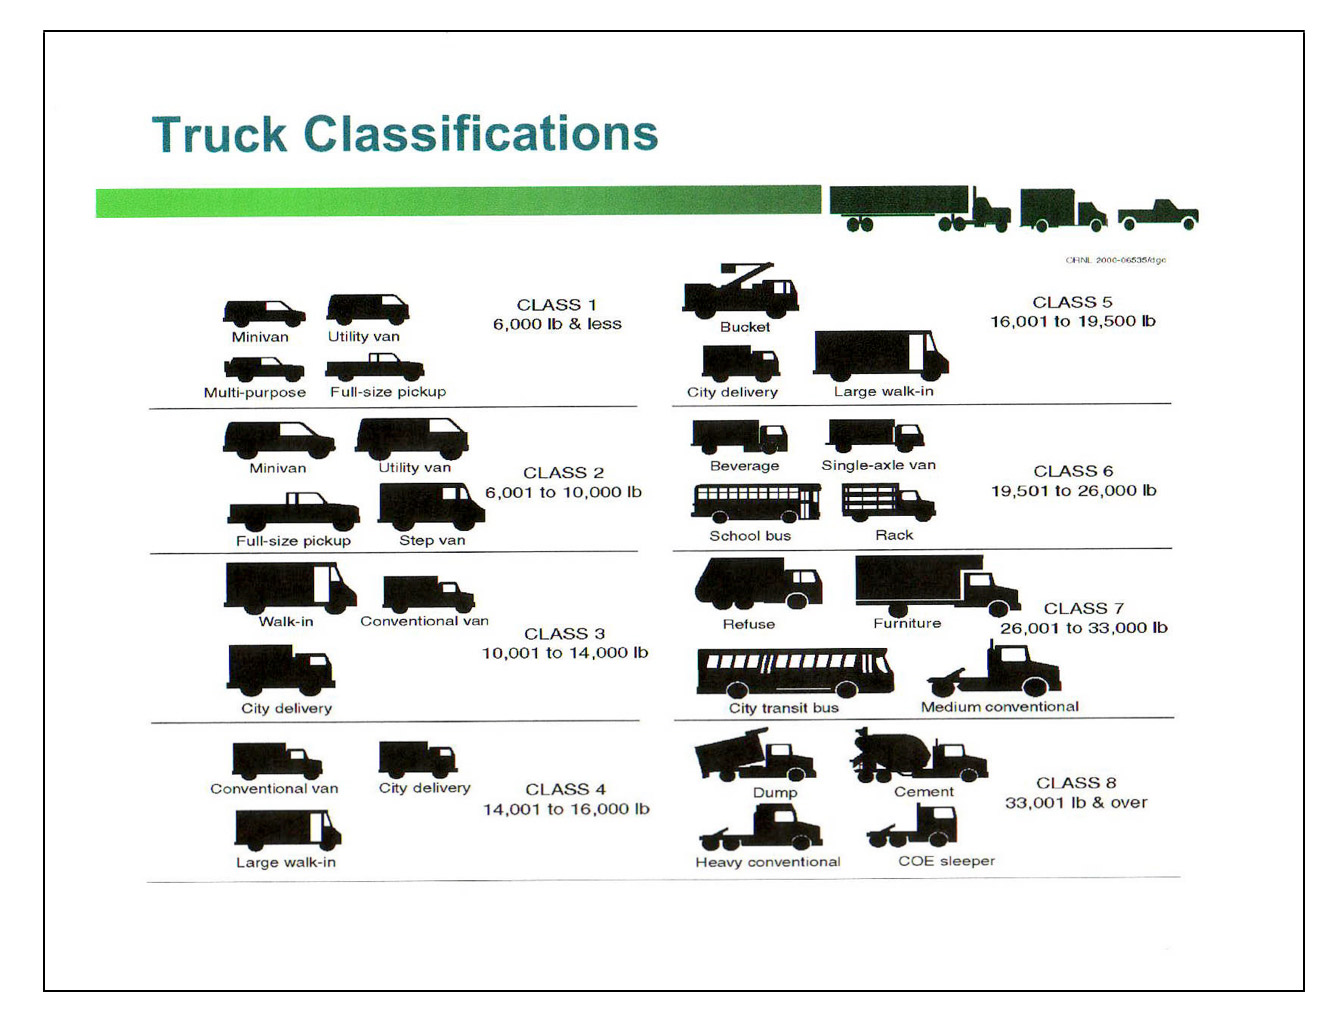 Truck Classifications
ORNL 2000-06535/dgc
CLASS 1
6,000 lb & less
Minivan
Utility van
Multi-purpose
Full-size pickup
CLASS 2
6,001 to 10,000 lb
Minivan
Utility van
Full-size pickup
Step van
CLASS 3
10,001 to 14,000 lb
Walk-in
Conventional van
City delivery
CLASS 4
14,001 to 16,000 lb
Conventional van
City delivery
Large walk-in
CLASS 5
16,001 to 19,500 lb
Bucket
City delivery
Large walk-in
CLASS 6
19,501 to 26,000 lb
Beverage
Single-axle van
School bus
Rack
CLASS 7
26,001 to 33,000 lb
Refuse
Furniture
City transit bus
Medium conventional
CLASS 8
33,001 lb & over
Dump
Cement
Heavy conventional
COE sleeper